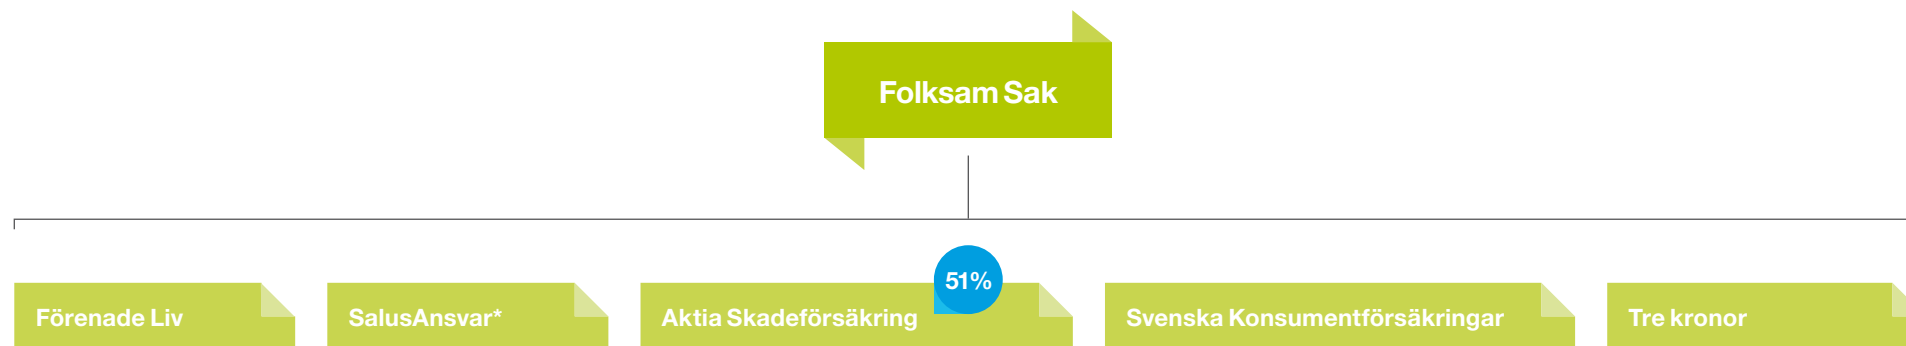 Folksam Sak
51%
Förenade Liv
SalusAnsvar*
Aktia Skadeförsäkring
Svenska Konsumentförsäkringar
Tre kronor